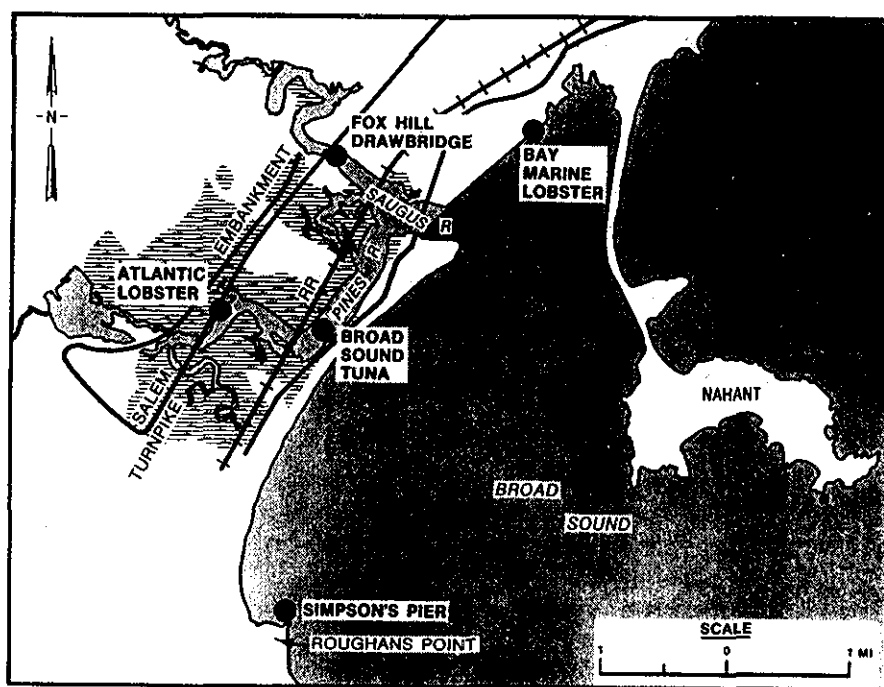 -N-
FOX HILL
DRAWBRIDGE
BAY
MARINE
LOBSTER
EMBANKMENT
SAUGUS R
ATLANTIC
LOBSTER
RR
PINES R
BROAD
SOUND
TUNA
SALEM
TURNPIKE
NAHANT
BROAD
SOUND
SIMPSON'S PIER
ROUGHANS POINT
SCALE
1 0 1 MI